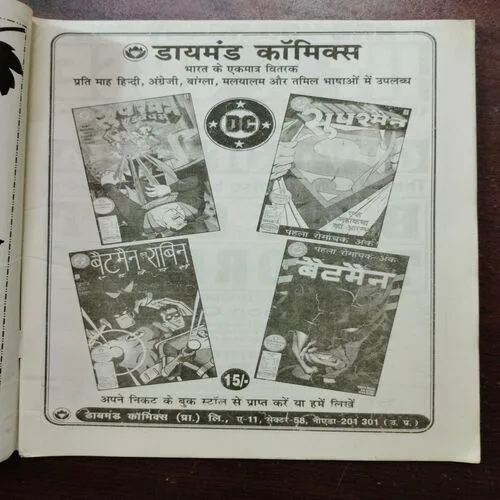 डायमंड कॉमिक्स
भारत के एकमात्र वितरक
प्रति माह हिन्दी, अंग्रेजी, बांग्ला, मलयालम और तमिल भाषाओं में उपलब्ध
DC
सुपरमैन
सुपरमैन
पहला रोमांचक अंक
बैटमैन रॉबिन
पहला रोमांचक अंक
बैटमैन
15/-
अपने निकट के बुक स्टॉल से प्राप्त करें या हमें लिखें
डायमंड कॉमिक्स (प्रा.) लि., ए-11, सेक्टर-58, नौएडा-201 301 (उ. प्र.)